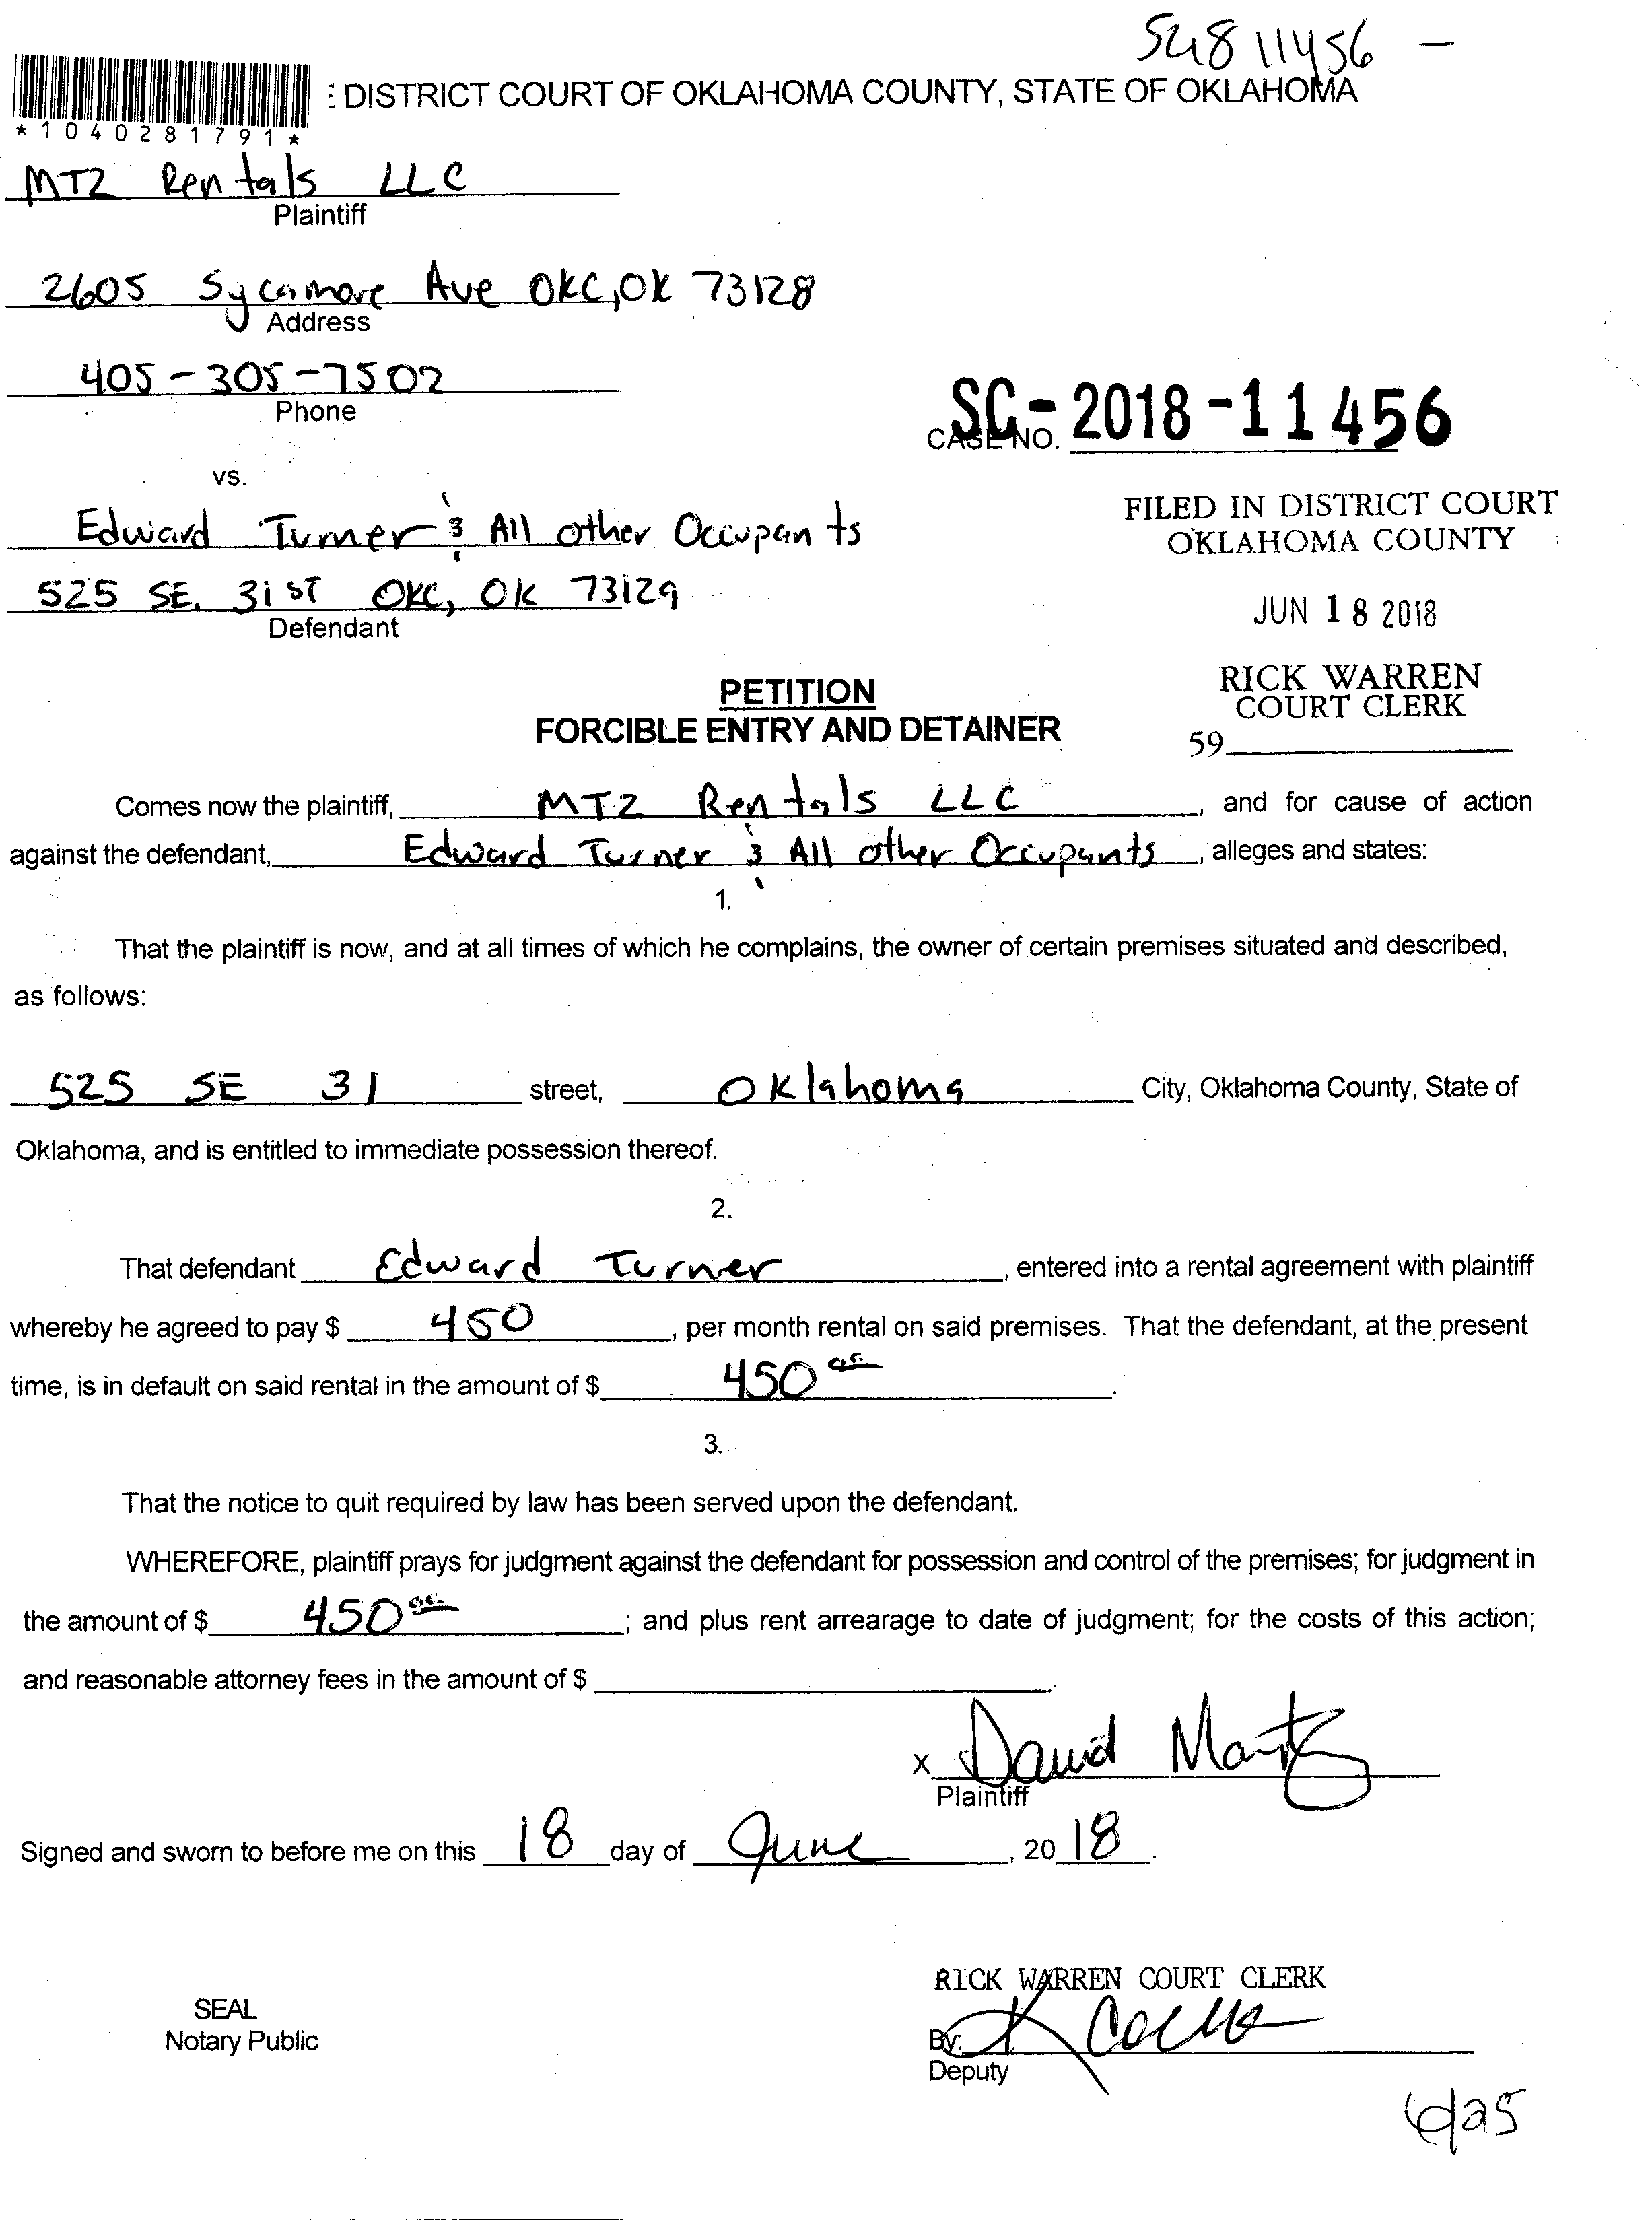 SC18 11456 -
: DISTRICT COURT OF OKLAHOMA COUNTY, STATE OF OKLAHOMA
*1040281791*
MTZ Rentals LLC
Plaintiff
2605 Sycamore Ave OKC, OK 73128
Address
405-305-7502
Phone
SC-2018-11456
CASE NO.
vs.
Edward Turner & All other Occupants
525 SE. 31ST OKC, OK 73129
Defendant
FILED IN DISTRICT COURT
OKLAHOMA COUNTY
JUN 18 2018
RICK WARREN
COURT CLERK
59
PETITION
FORCIBLE ENTRY AND DETAINER
Comes now the plaintiff, MTZ Rentals LLC, and for cause of action
against the defendant, Edward Turner & All other Occupants, alleges and states:
1.
That the plaintiff is now, and at all times of which he complains, the owner of certain premises situated and described,
as follows:
525 SE 31 street, Oklahoma City, Oklahoma County, State of
Oklahoma, and is entitled to immediate possession thereof.
2.
That defendant Edward Turner, entered into a rental agreement with plaintiff
whereby he agreed to pay $ 450, per month rental on said premises. That the defendant, at the present
time, is in default on said rental in the amount of $ 450 00.
3.
That the notice to quit required by law has been served upon the defendant.
WHEREFORE, plaintiff prays for judgment against the defendant for possession and control of the premises; for judgment in
the amount of $ 450 00; and plus rent arrearage to date of judgment; for the costs of this action;
and reasonable attorney fees in the amount of $ .
x David
Plaintiff
Signed and sworn to before me on this 18 day of June, 2018.
SEAL
Notary Public
RICK WARREN COURT CLERK
By: K
Deputy
6/25